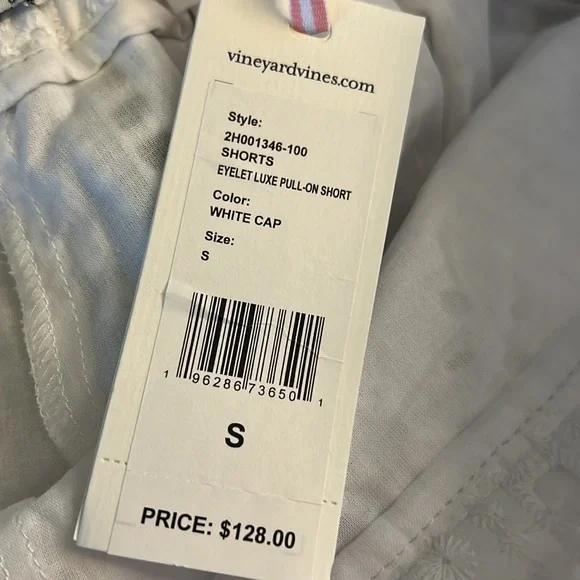 vineyardvines.com
Style:
2H001346-100
SHORTS
EYELET LUXE PULL-ON SHORT
Color:
WHITE CAP
Size:
S
1 96286 73650 1
S
PRICE: $128.00